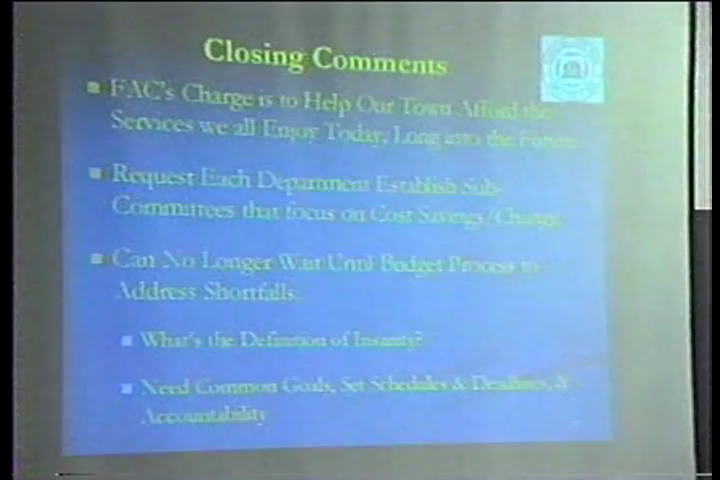 Closing Comments
FAC's Charge is to Help Our Town Afford the
Services we all Enjoy Today, Long into the Future
Request Each Department Establish Sub-
Committees that focus on Cost Savings/Change
Can No Longer Wait Until Budget Process to
Address Shortfalls.
What's the Definition of Insanity?
Need Common Goals, Set Schedules & Deadlines, &
Accountability